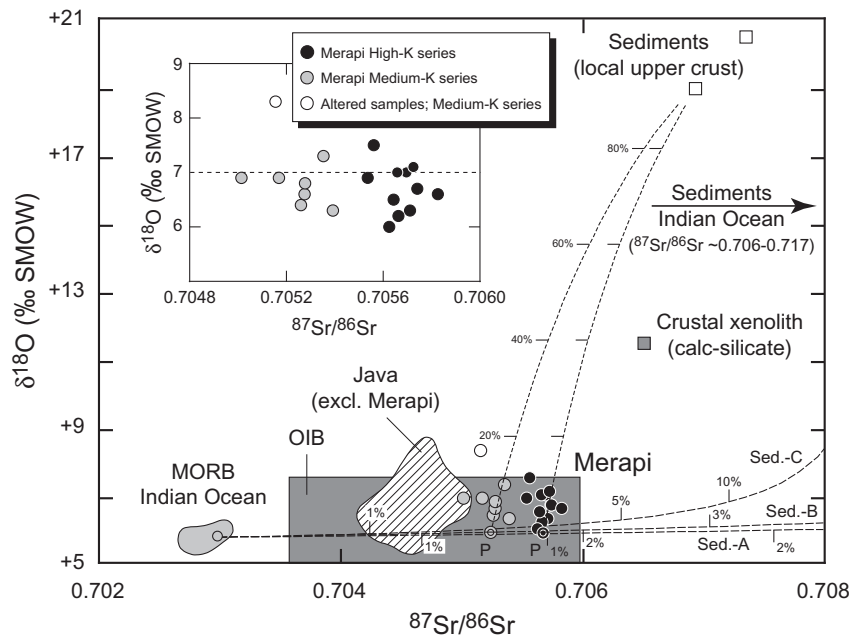 +21
+17
+13
+9
+5
δ18O (‰ SMOW)
0.702
0.704
0.706
0.708
87Sr/86Sr
9
8
7
6
δ18O (‰ SMOW)
0.7048
0.7052
0.7056
0.7060
87Sr/86Sr
Merapi High-K series
Merapi Medium-K series
Altered samples; Medium-K series
Sediments
(local upper crust)
80%
60%
40%
20%
Sediments
Indian Ocean
(87Sr/86Sr ~0.706-0.717)
Crustal xenolith
(calc-silicate)
Java
(excl. Merapi)
OIB
MORB
Indian Ocean
Merapi
Sed.-C
10%
5%
Sed.-B
3%
1%
Sed.-A
2%
2%
1%
1%
P
P